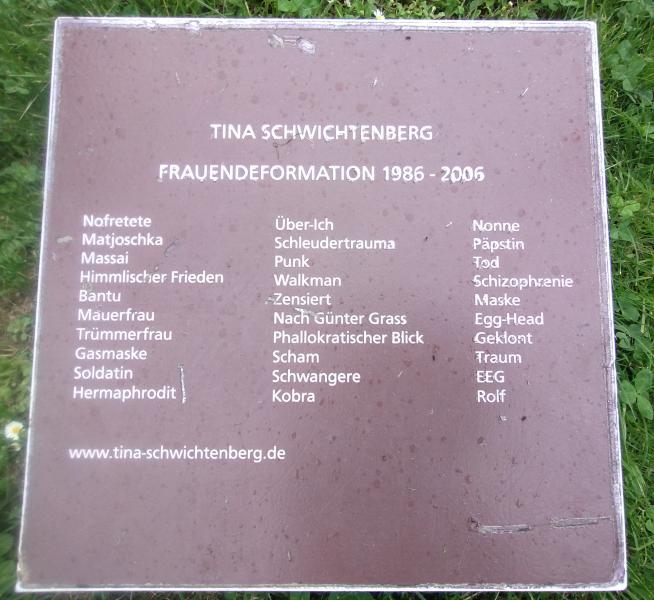 TINA SCHWICHTENBERG
FRAUENDEFORMATION 1986 - 2006
Nofretete
Matjoschka
Massai
Himmlischer Frieden
Bantu
Mauerfrau
Trümmerfrau
Gasmaske
Soldatin
Hermaphrodit
Über-Ich
Schleudertrauma
Punk
Walkman
Zensiert
Nach Günter Grass
Phallokratischer Blick
Scham
Schwangere
Kobra
Nonne
Päpstin
Tod
Schizophrenie
Maske
Egg-Head
Geklont
Traum
EEG
Rolf
www.tina-schwichtenberg.de